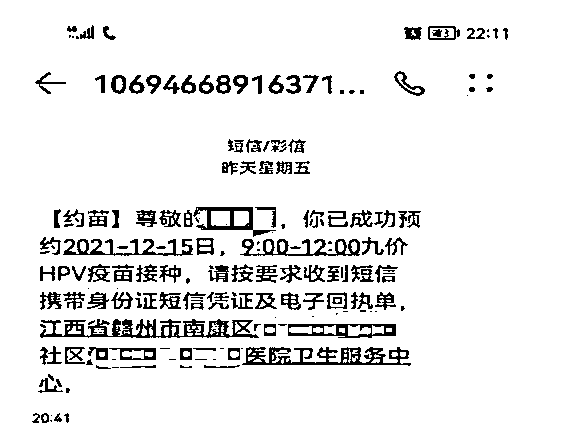 22:11
10694668916371...
短信/彩信
昨天星期五
【约苗】尊敬的，你已成功预
约2021-12-15日，9:00-12:00九价
HPV疫苗接种，请按要求收到短信
携带身份证短信凭证及电子回执单，
江西省赣州市南康区
社区医院卫生服务中
心，
20:41